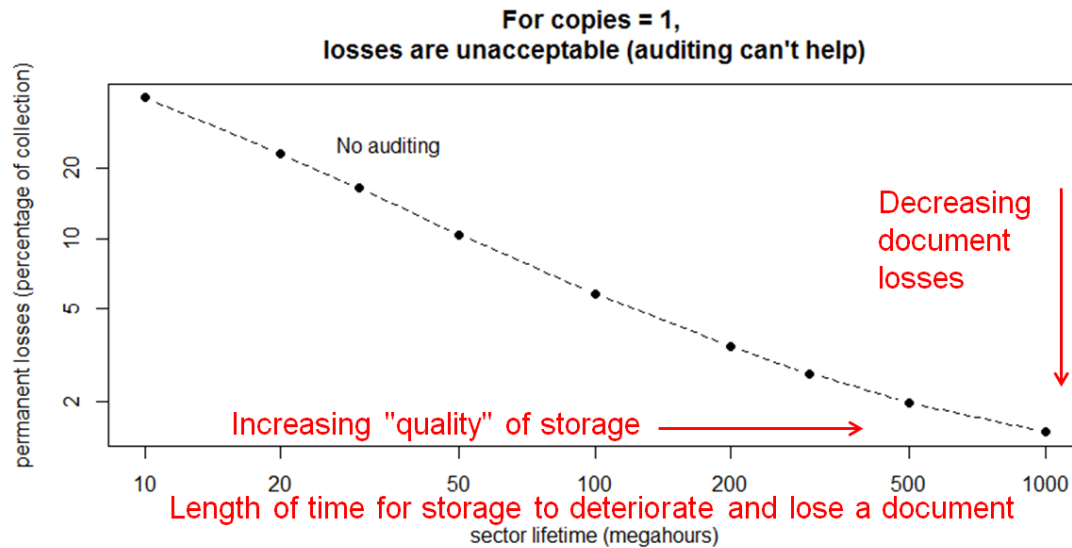 For copies = 1,
losses are unacceptable (auditing can't help)
permanent losses (percentage of collection)
20
10
5
2
No auditing
Decreasing
document
losses
Increasing "quality" of storage
10 20 50 100 200 500 1000
Length of time for storage to deteriorate and lose a document
sector lifetime (megahours)